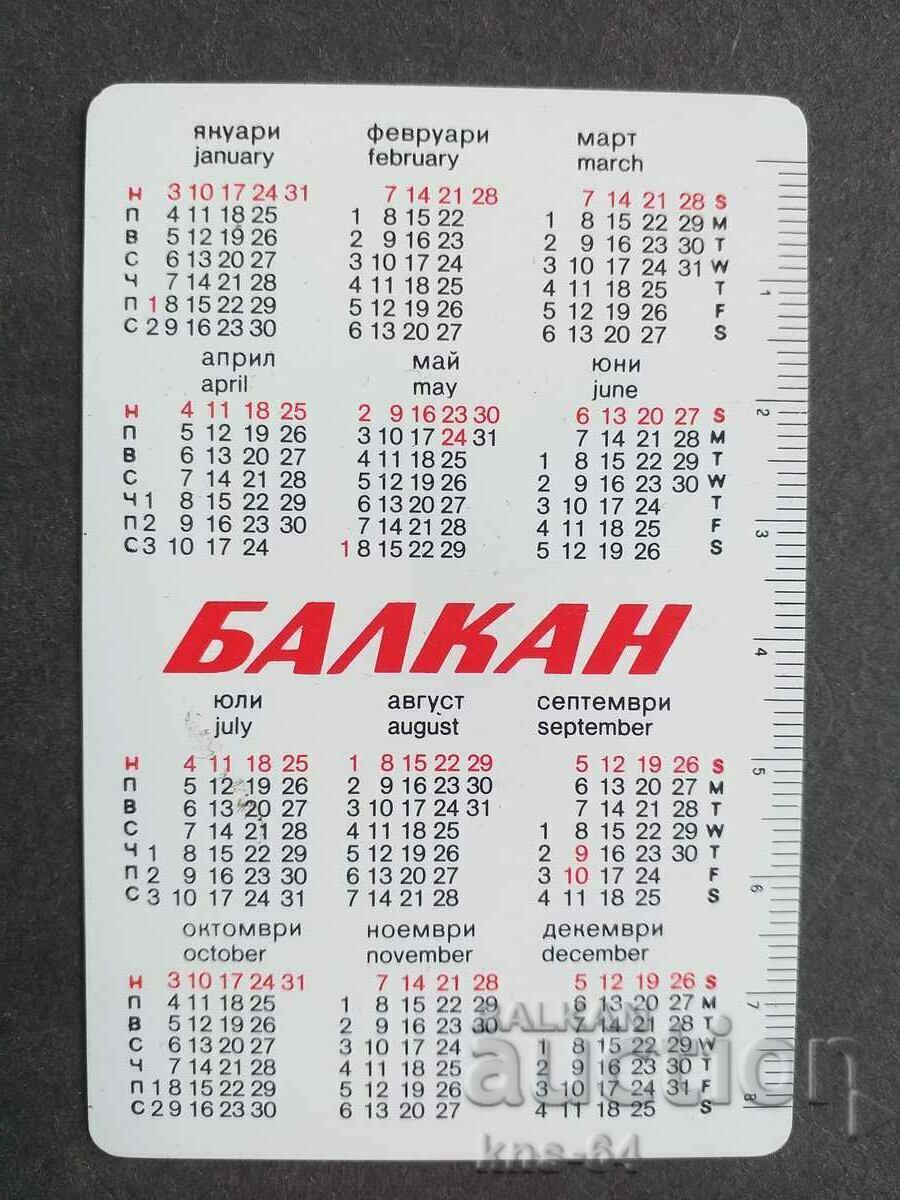 януари февруари март
january february march
Н 3 10 17 24 31 7 14 21 28 7 14 21 28 S
П 4 11 18 25 1 8 15 22 1 8 15 22 29 M
В 5 12 19 26 2 9 16 23 2 9 16 23 30 T
С 6 13 20 27 3 10 17 24 3 10 17 24 31 W
Ч 7 14 21 28 4 11 18 25 4 11 18 25 T
П 1 8 15 22 29 5 12 19 26 5 12 19 26 F
С 2 9 16 23 30 6 13 20 27 6 13 20 27 S
април май юни
april may june
Н 4 11 18 25 2 9 16 23 30 6 13 20 27 S
П 5 12 19 26 3 10 17 24 31 7 14 21 28 M
В 6 13 20 27 4 11 18 25 1 8 15 22 29 T
С 7 14 21 28 5 12 19 26 2 9 16 23 30 W
Ч 1 8 15 22 29 6 13 20 27 3 10 17 24 T
П 2 9 16 23 30 7 14 21 28 4 11 18 25 F
С 3 10 17 24 1 8 15 22 29 5 12 19 26 S
БАЛКАН
юли август септември
july august september
Н 4 11 18 25 1 8 15 22 29 5 12 19 26 S
П 5 12 19 26 2 9 16 23 30 6 13 20 27 M
В 6 13 20 27 3 10 17 24 31 7 14 21 28 T
С 7 14 21 28 4 11 18 25 1 8 15 22 29 W
Ч 1 8 15 22 29 5 12 19 26 2 9 16 23 30 T
П 2 9 16 23 30 6 13 20 27 3 10 17 24 F
С 3 10 17 24 31 7 14 21 28 4 11 18 25 S
октомври ноември декември
october november december
Н 3 10 17 24 31 7 14 21 28 5 12 19 26 S
П 4 11 18 25 1 8 15 22 29 6 13 20 27 M
В 5 12 19 26 2 9 16 23 30 7 14 21 28 T
С 6 13 20 27 3 10 17 24 1 8 15 22 29 W
Ч 7 14 21 28 4 11 18 25 2 9 16 23 30 T
П 1 8 15 22 29 5 12 19 26 3 10 17 24 31 F
С 2 9 16 23 30 6 13 20 27 4 11 18 25 S
1
2
3
4
5
6
7
8
BALKAN
auction
kns-64